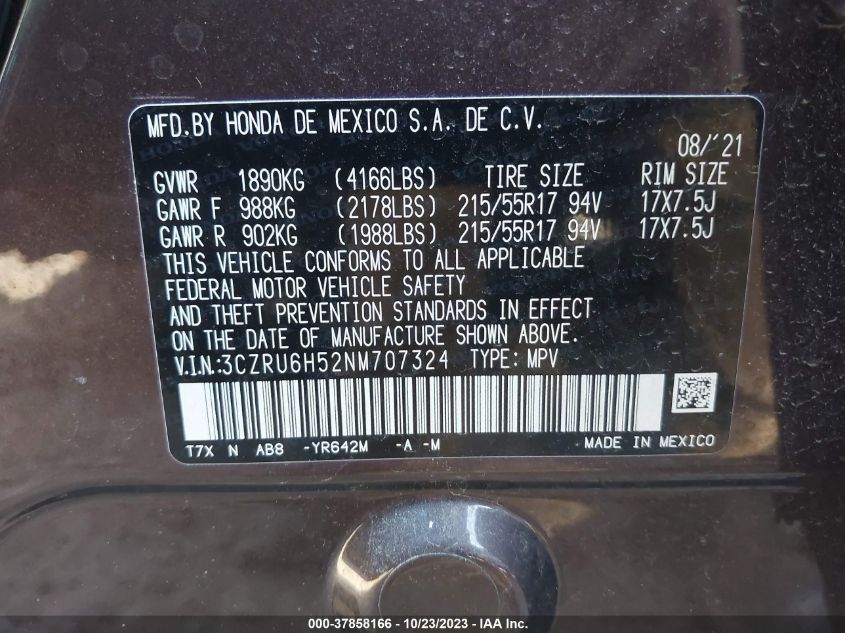 MFD.BY HONDA DE MEXICO S.A. DE C.V.
08/'21
GVWR 1890KG (4166LBS) TIRE SIZE RIM SIZE
GAWR F 988KG (2178LBS) 215/55R17 94V 17X7.5J
GAWR R 902KG (1988LBS) 215/55R17 94V 17X7.5J
THIS VEHICLE CONFORMS TO ALL APPLICABLE
FEDERAL MOTOR VEHICLE SAFETY
AND THEFT PREVENTION STANDARDS IN EFFECT
ON THE DATE OF MANUFACTURE SHOWN ABOVE.
V.I.N.:3CZRU6H52NM707324 TYPE: MPV
T7X N AB8 -YR642M -A -M MADE IN MEXICO
000-37858166 - 10/23/2023 - IAA Inc.